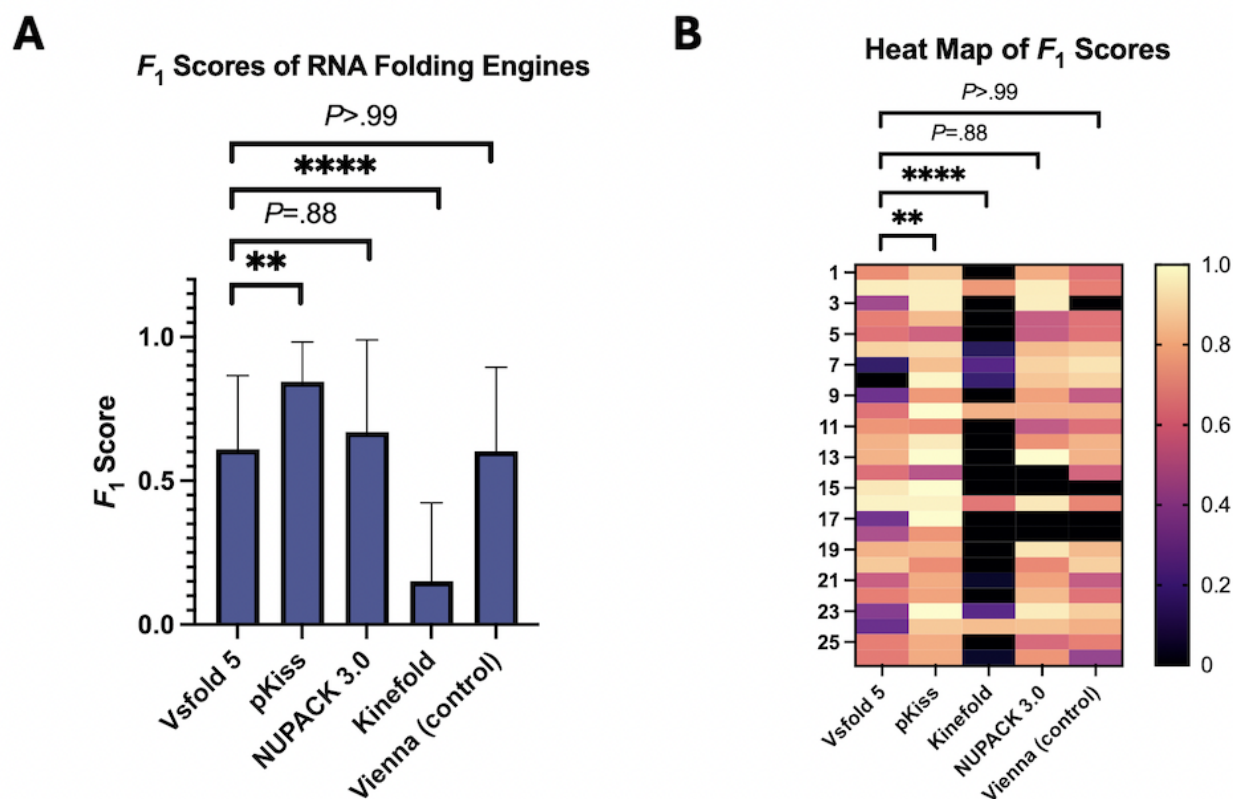 A
F1 Scores of RNA Folding Engines
P>.99
****
P=.88
**
1.0
0.5
0.0
F1 Score
Vsfold 5
pKiss
NUPACK 3.0
Kinefold
Vienna (control)
B
Heat Map of F1 Scores
P>.99
P=.88
****
**
1
3
5
7
9
11
13
15
17
19
21
23
25
1.0
0.8
0.6
0.4
0.2
0
Vsfold 5
pKiss
Kinefold
NUPACK 3.0
Vienna (control)